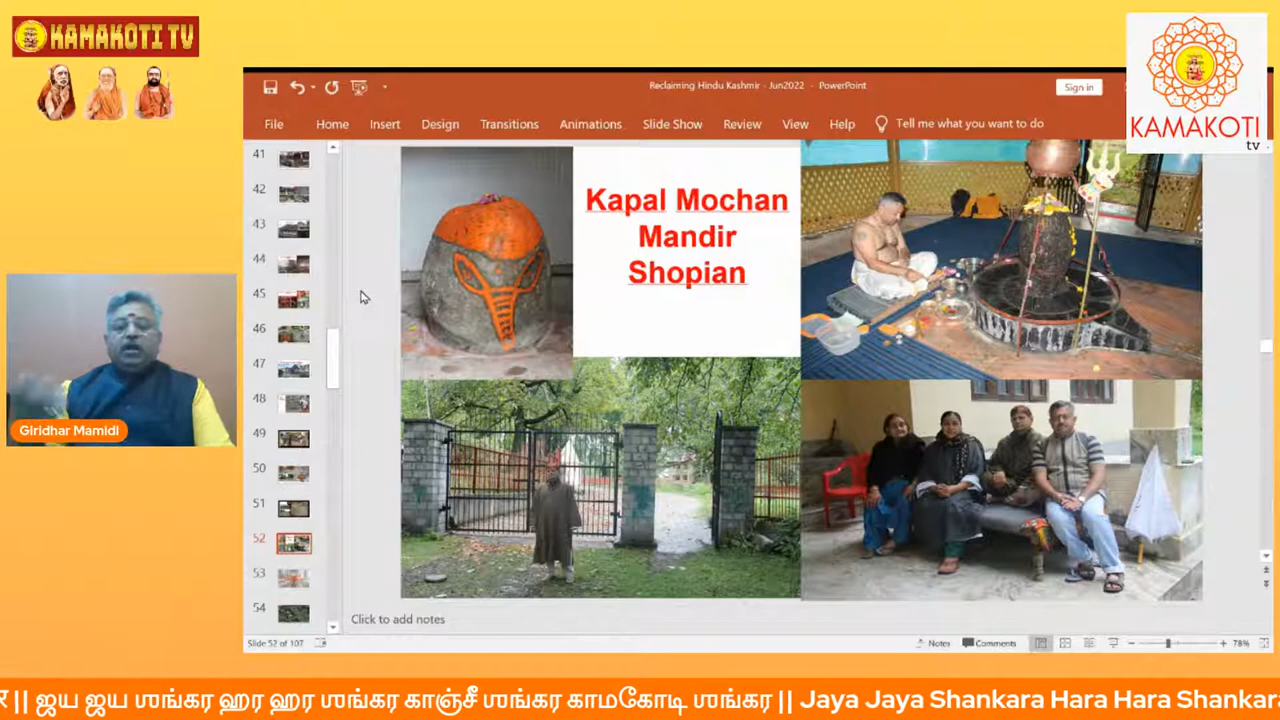 KAMAKOTI TV
KAMAKOTI
tv
Reclaiming Hindu Kashmir - Jun2022 - PowerPoint
Sign in
File Home Insert Design Transitions Animations Slide Show Review View Help Tell me what you want to do
41
42
43
44
45
46
47
48
49
50
51
52
53
54
Kapal Mochan
Mandir
Shopian
Giridhar Mamidi
Click to add notes
Slide 52 of 107
Notes Comments 78%
|| ஜய ஜய ஶங்கர ஹர ஹர ஶங்கர காஞ்சீ ஶங்கர காமகோடி ஶங்கர || Jaya Jaya Shankara Hara Hara Shankar